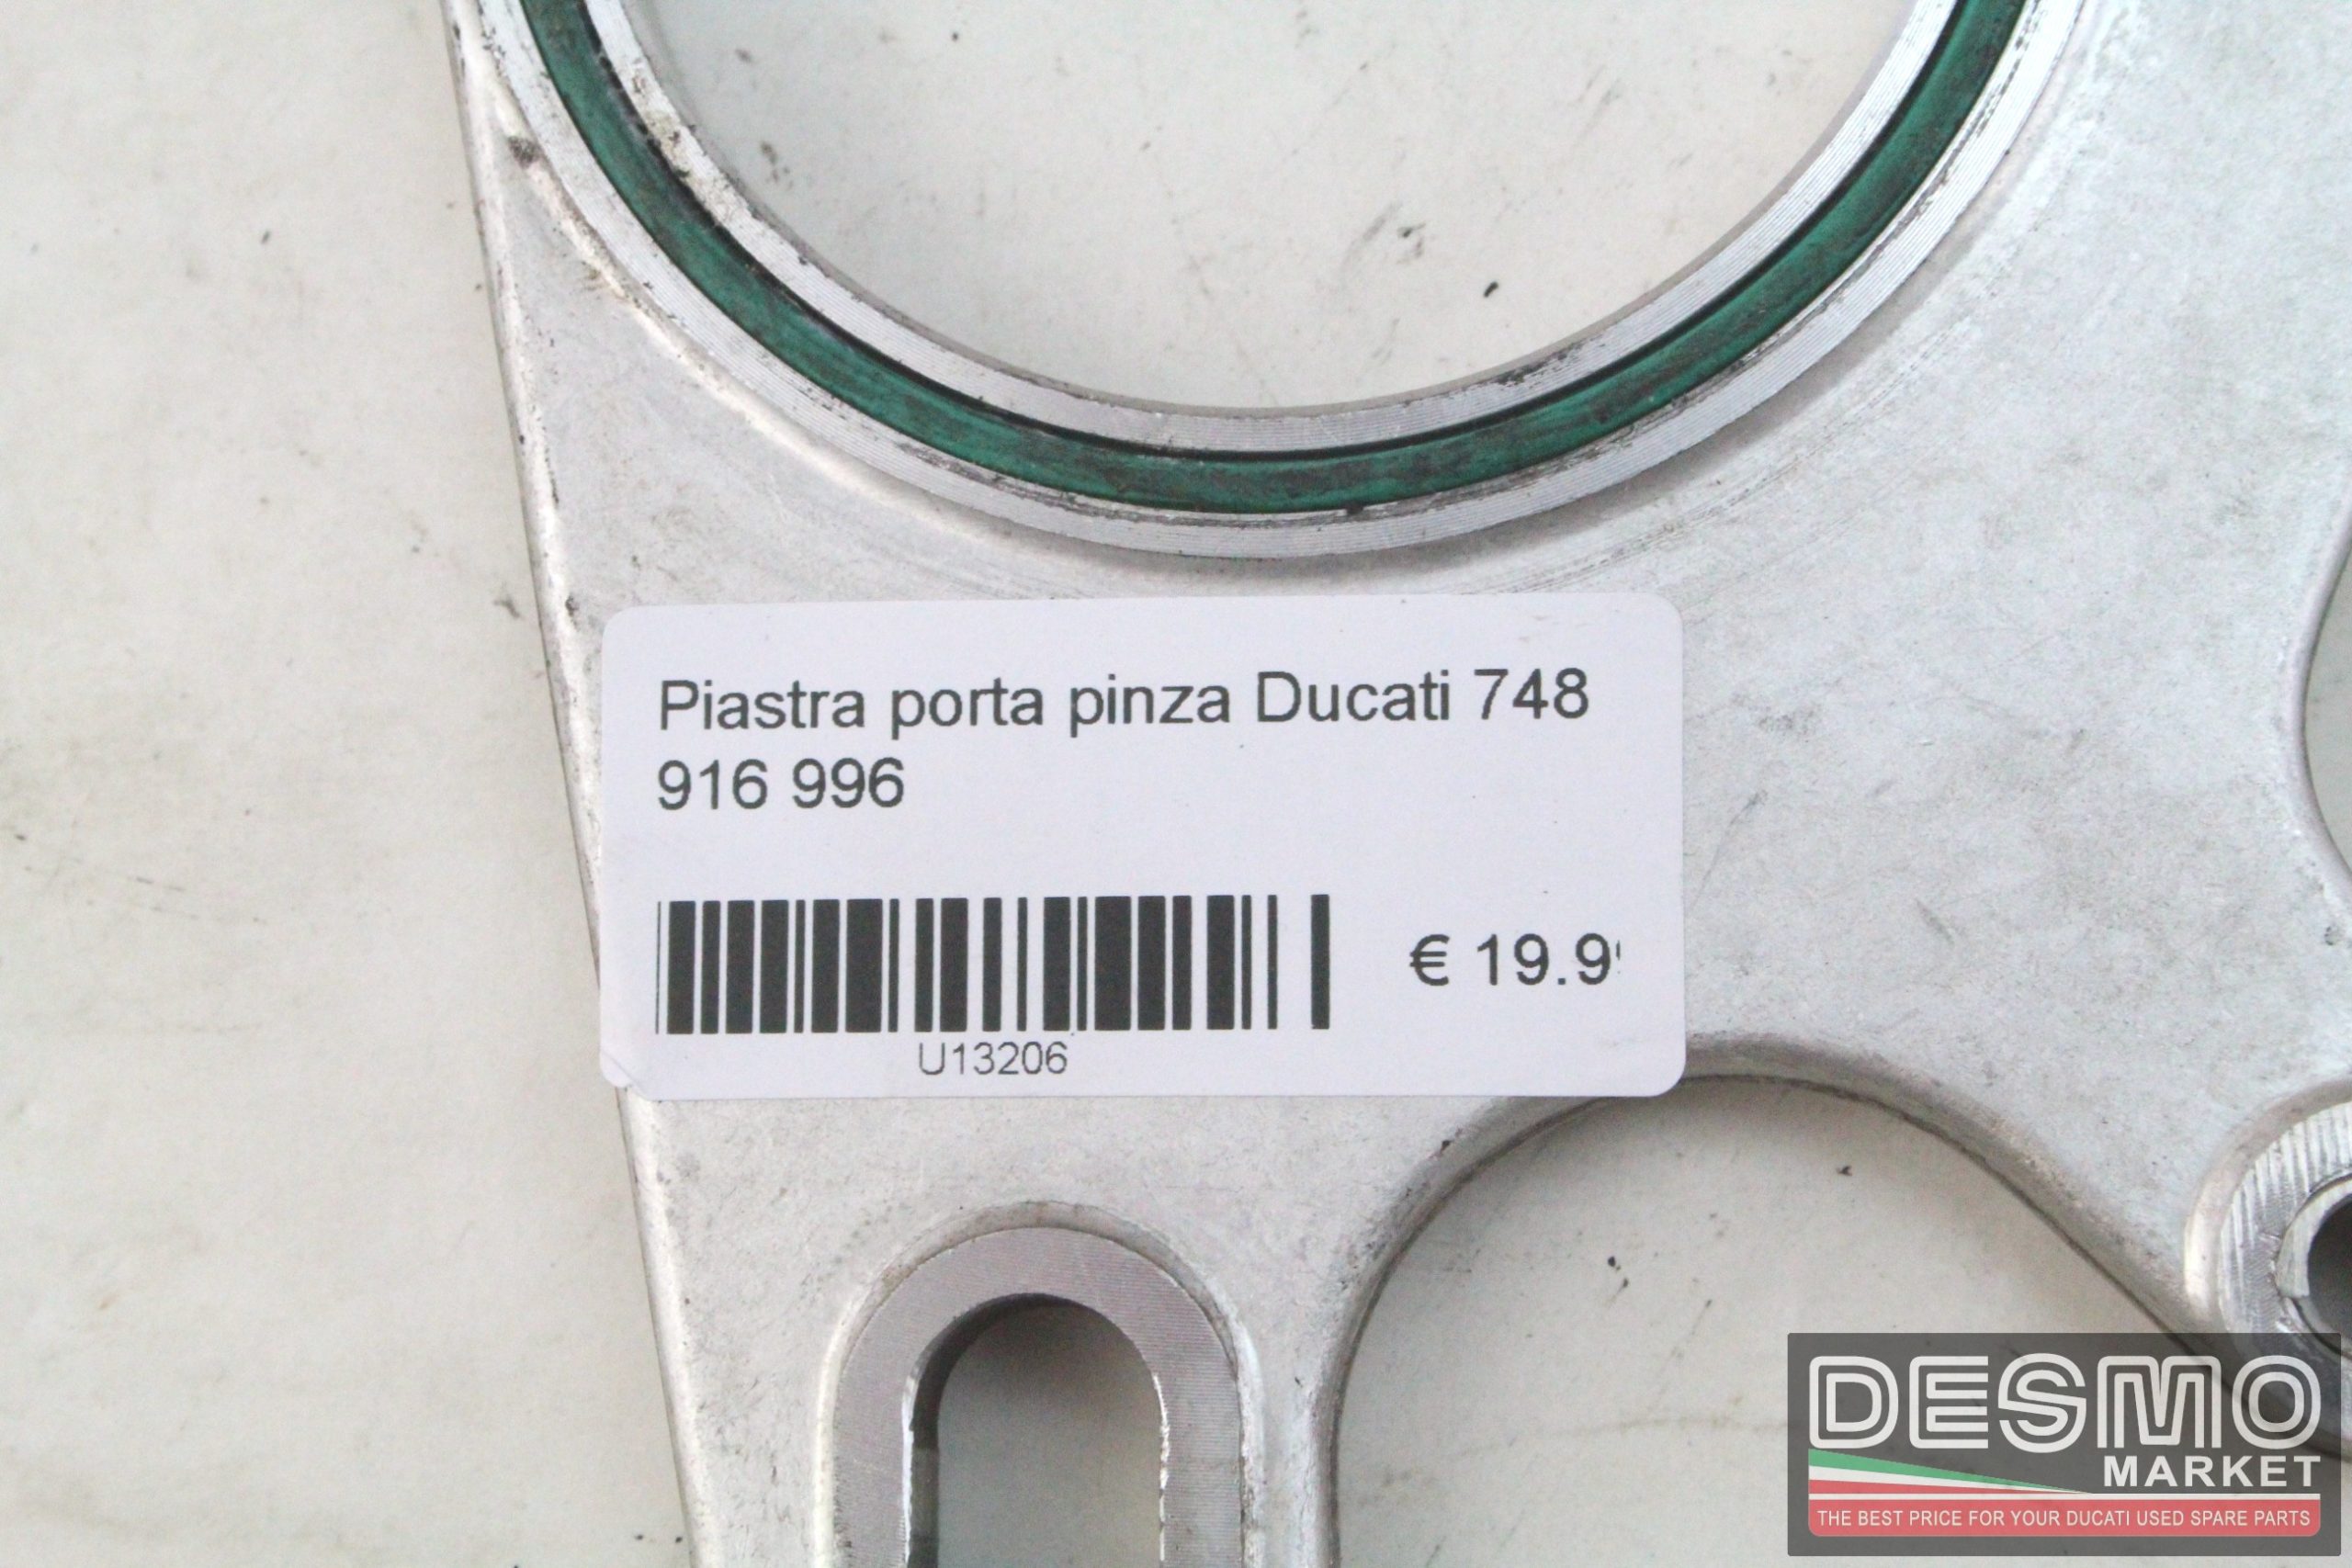 Piastra porta pinza Ducati 748
916 996
€ 19.9
U13206
DESMO
MARKET
THE BEST PRICE FOR YOUR DUCATI USED SPARE PARTS